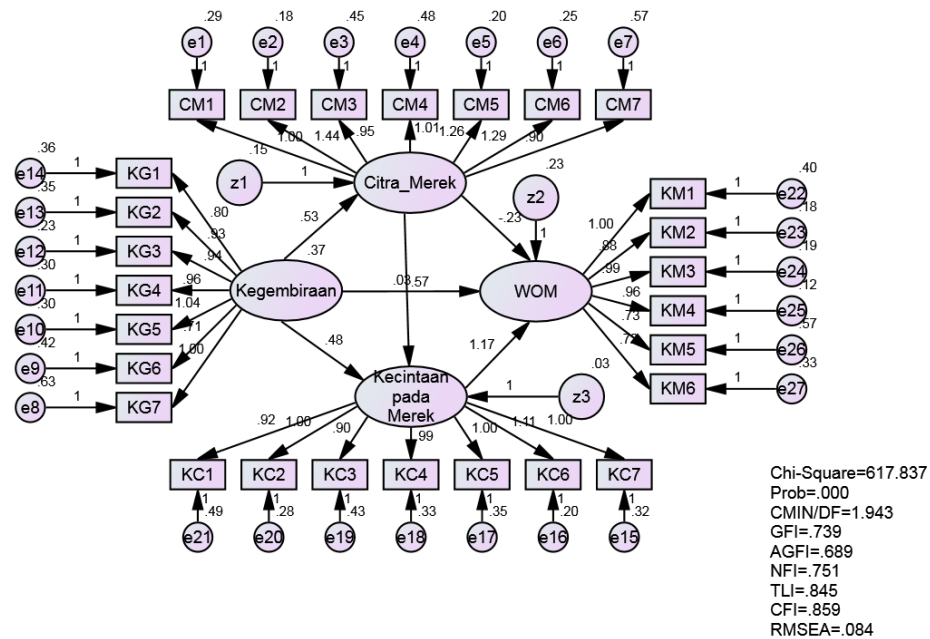 .29 .18 .45 .48 .20 .25 .57
e1 e2 e3 e4 e5 e6 e7
1 1 1 1 1 1 1
CM1 CM2 CM3 CM4 CM5 CM6 CM7
1.00 1.44 .95 1.01 1.26 1.29 .90
.15
z1 1 Citra_Merek
.23
z2
1
.36
e14 1 KG1
.35
e13 1 KG2
.23
e12 1 KG3
.30
e11 1 KG4
.30
e10 1 KG5
.42
e9 1 KG6
.63
e8 1 KG7
.80
.93
.94
.96
1.04
.71
1.00
.53
.37
Kegembiraan
-.23
.03
.57
WOM
.48
1.17
1.00
.88
.99
.96
.73
KM1 1 e22 .40
KM2 1 e23 .18
KM3 1 e24 .19
KM4 1 e25 .12
KM5 1 e26 .57
KM6 1 e27 .33
Kecintaan
pada
Merek
1 z3 .03
.92 1.00 .90 .99 1.00 1.11 1.00
KC1 KC2 KC3 KC4 KC5 KC6 KC7
1 1 1 1 1 1 1
.49 .28 .43 .33 .35 .20 .32
e21 e20 e19 e18 e17 e16 e15
Chi-Square=617.837
Prob=.000
CMIN/DF=1.943
GFI=.739
AGFI=.689
NFI=.751
TLI=.845
CFI=.859
RMSEA=.084